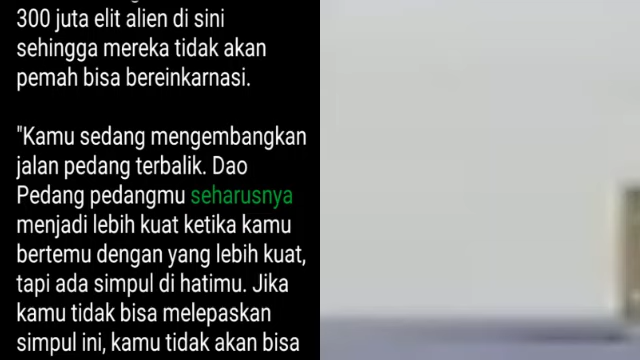 300 juta elit alien di sini
sehingga mereka tidak akan
pemah bisa bereinkarnasi.
"Kamu sedang mengembangkan
jalan pedang terbalik. Dao
Pedang pedangmu seharusnya
menjadi lebih kuat ketika kamu
bertemu dengan yang lebih kuat,
tapi ada simpul di hatimu. Jika
kamu tidak bisa melepaskan
simpul ini, kamu tidak akan bisa